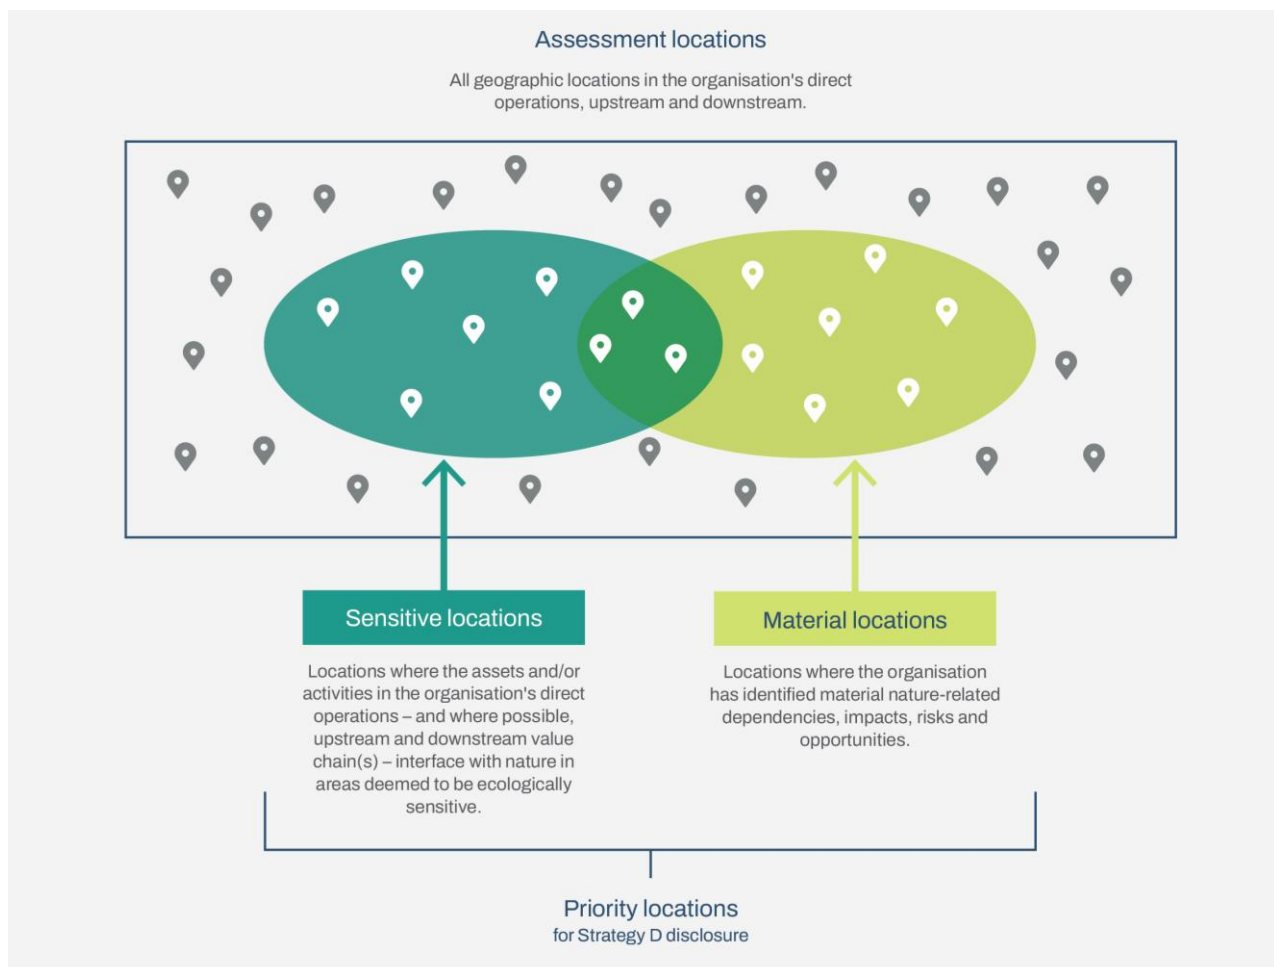 Assessment locations
All geographic locations in the organisation's direct
operations, upstream and downstream.
Sensitive locations
Locations where the assets and/or
activities in the organisation's direct
operations – and where possible,
upstream and downstream value
chain(s) – interface with nature in
areas deemed to be ecologically
sensitive.
Material locations
Locations where the organisation
has identified material nature-related
dependencies, impacts, risks and
opportunities.
Priority locations
for Strategy D disclosure